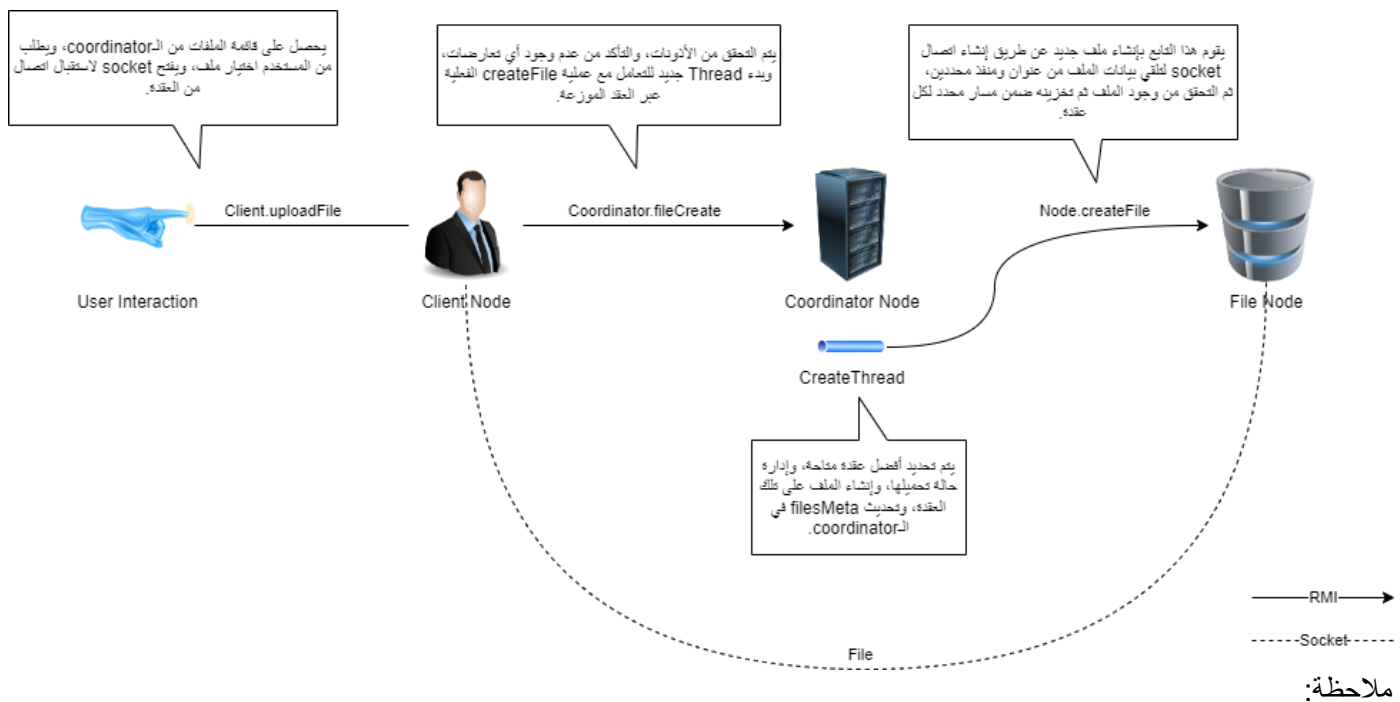 يحصل على قائمة الملفات من الـcoordinator، ويطلب
من المستخدم اختيار ملف، ويفتح socket لاستقبال اتصال
من العقدة.
يتم التحقق من الأذونات، والتأكد من عدم وجود أي تعارضات،
وبدء Thread جديد للتعامل مع عملية createFile الفعلية
عبر العقد الموزعة.
يقوم هذا التابع بإنشاء ملف جديد عن طريق إنشاء اتصال
socket لتلقي بيانات الملف من عنوان ومنفذ محددين،
ثم التحقق من وجود الملف ثم تخزينه ضمن مسار محدد لكل
عقدة.
Client.uploadFile
Coordinator.fileCreate
Node.createFile
User Interaction
Client Node
Coordinator Node
File Node
CreateThread
يتم تحديد أفضل عقدة متاحة، وإدارة
حالة تحميلها، وإنشاء الملف على تلك
العقدة، وتحديث filesMeta في
الـcoordinator.
RMI
Socket
File
ملاحظة: